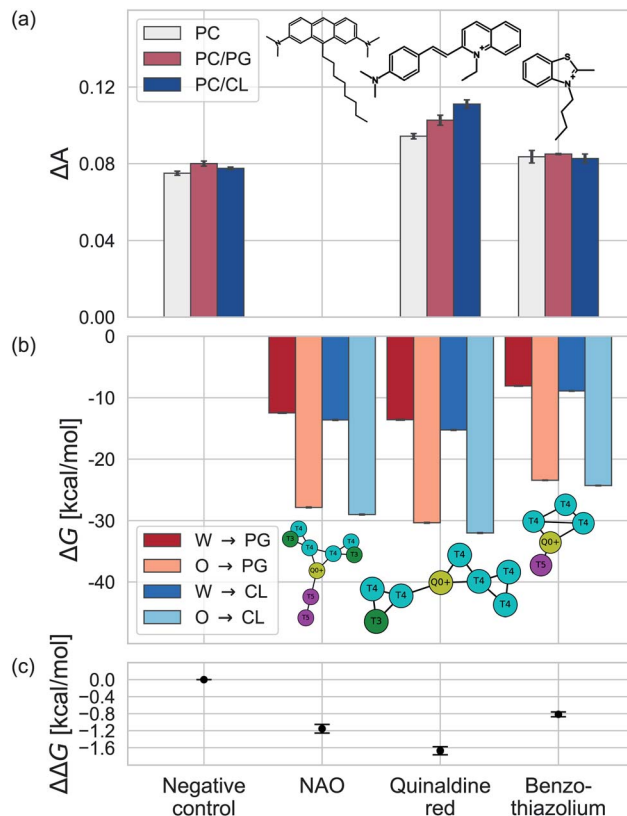 (a)
PC
PC/PG
PC/CL
N
N
N
N+
S
N+
ΔA
0.12
0.08
0.04
0.00
(b)
0
-10
-20
-30
-40
ΔG [kcal/mol]
W → PG
O → PG
W → CL
O → CL
T4
T3
T4
T4
T4
T3
Q0+
T5
T5
T4
T3
T4
Q0+
T4
T4
T4
T4
T4
T4
T4
Q0+
T5
(c)
0.0
−0.4
−0.8
−1.2
−1.6
ΔΔG [kcal/mol]
Negative
control
NAO
Quinaldine
red
Benzo-
thiazolium